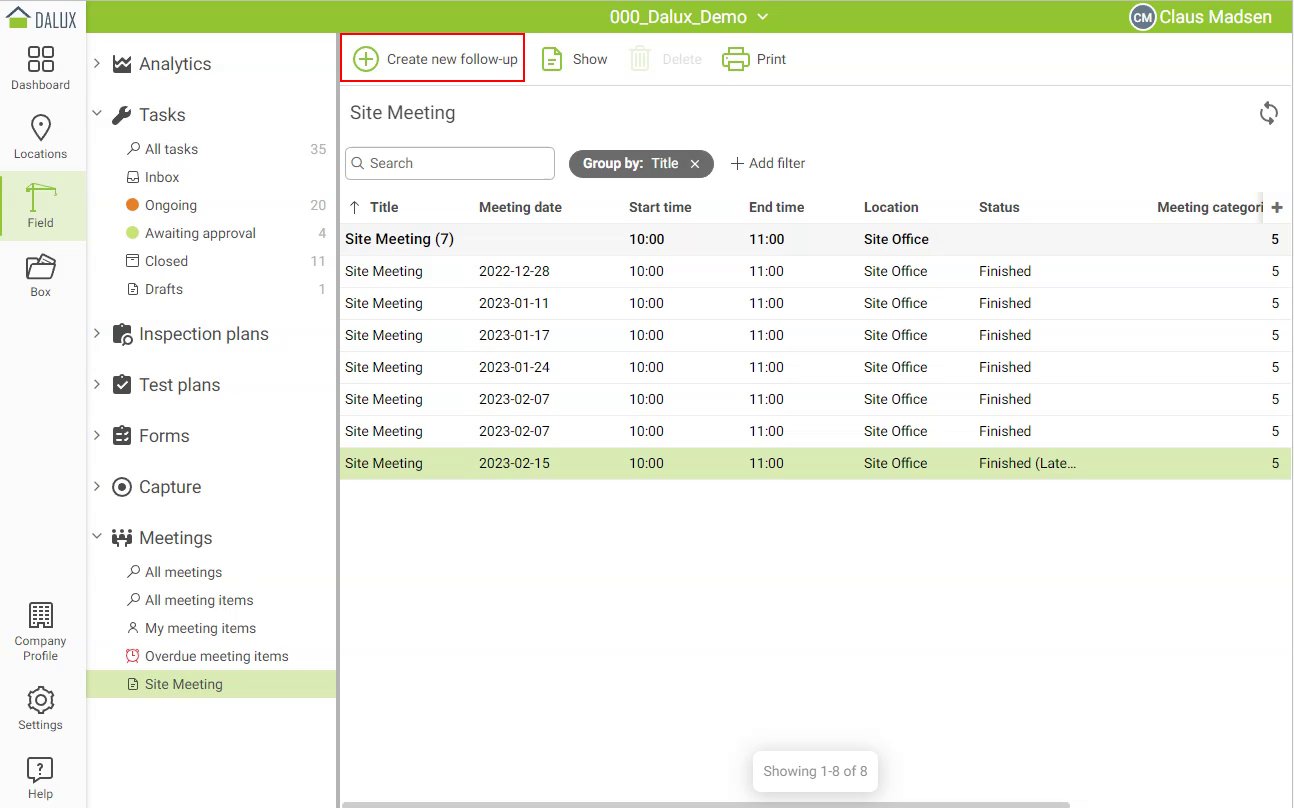 DALUX
000_Dalux_Demo
CM Claus Madsen
Dashboard
Locations
Field
Box
Company
Profile
Settings
Help
Analytics
Tasks
All tasks 35
Inbox
Ongoing 20
Awaiting approval 4
Closed 11
Drafts 1
Inspection plans
Test plans
Forms
Capture
Meetings
All meetings
All meeting items
My meeting items
Overdue meeting items
Site Meeting
Create new follow-up Show Delete Print
Site Meeting
Search Group by: Title Add filter
Title Meeting date Start time End time Location Status Meeting categori
Site Meeting (7) 10:00 11:00 Site Office 5
Site Meeting 2022-12-28 10:00 11:00 Site Office Finished 5
Site Meeting 2023-01-11 10:00 11:00 Site Office Finished 5
Site Meeting 2023-01-17 10:00 11:00 Site Office Finished 5
Site Meeting 2023-01-24 10:00 11:00 Site Office Finished 5
Site Meeting 2023-02-07 10:00 11:00 Site Office Finished 5
Site Meeting 2023-02-07 10:00 11:00 Site Office Finished 5
Site Meeting 2023-02-15 10:00 11:00 Site Office Finished (Late... 5
Showing 1-8 of 8